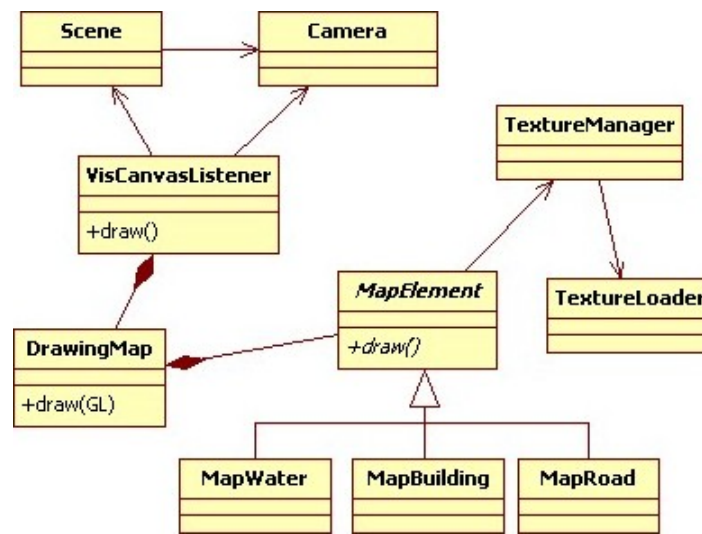 Scene
Camera
TextureManager
VisCanvasListener
+draw()
MapElement
+draw()
TextureLoader
DrawingMap
+draw(GL)
MapWater
MapBuilding
MapRoad